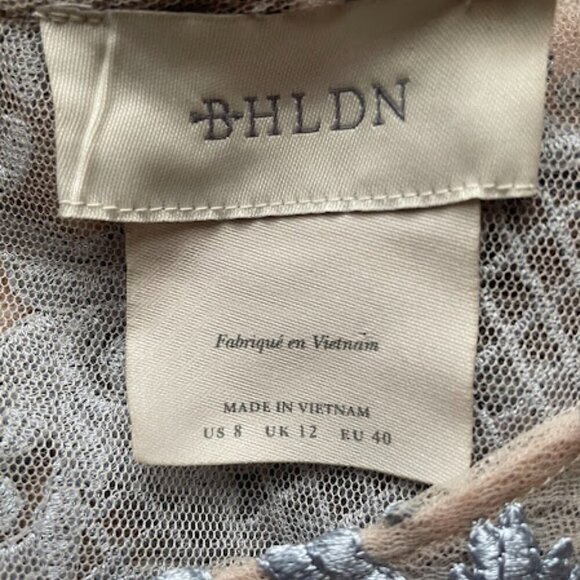 BHLDN
Fabriqué en Vietnam
MADE IN VIETNAM
US 8 UK 12 EU 40